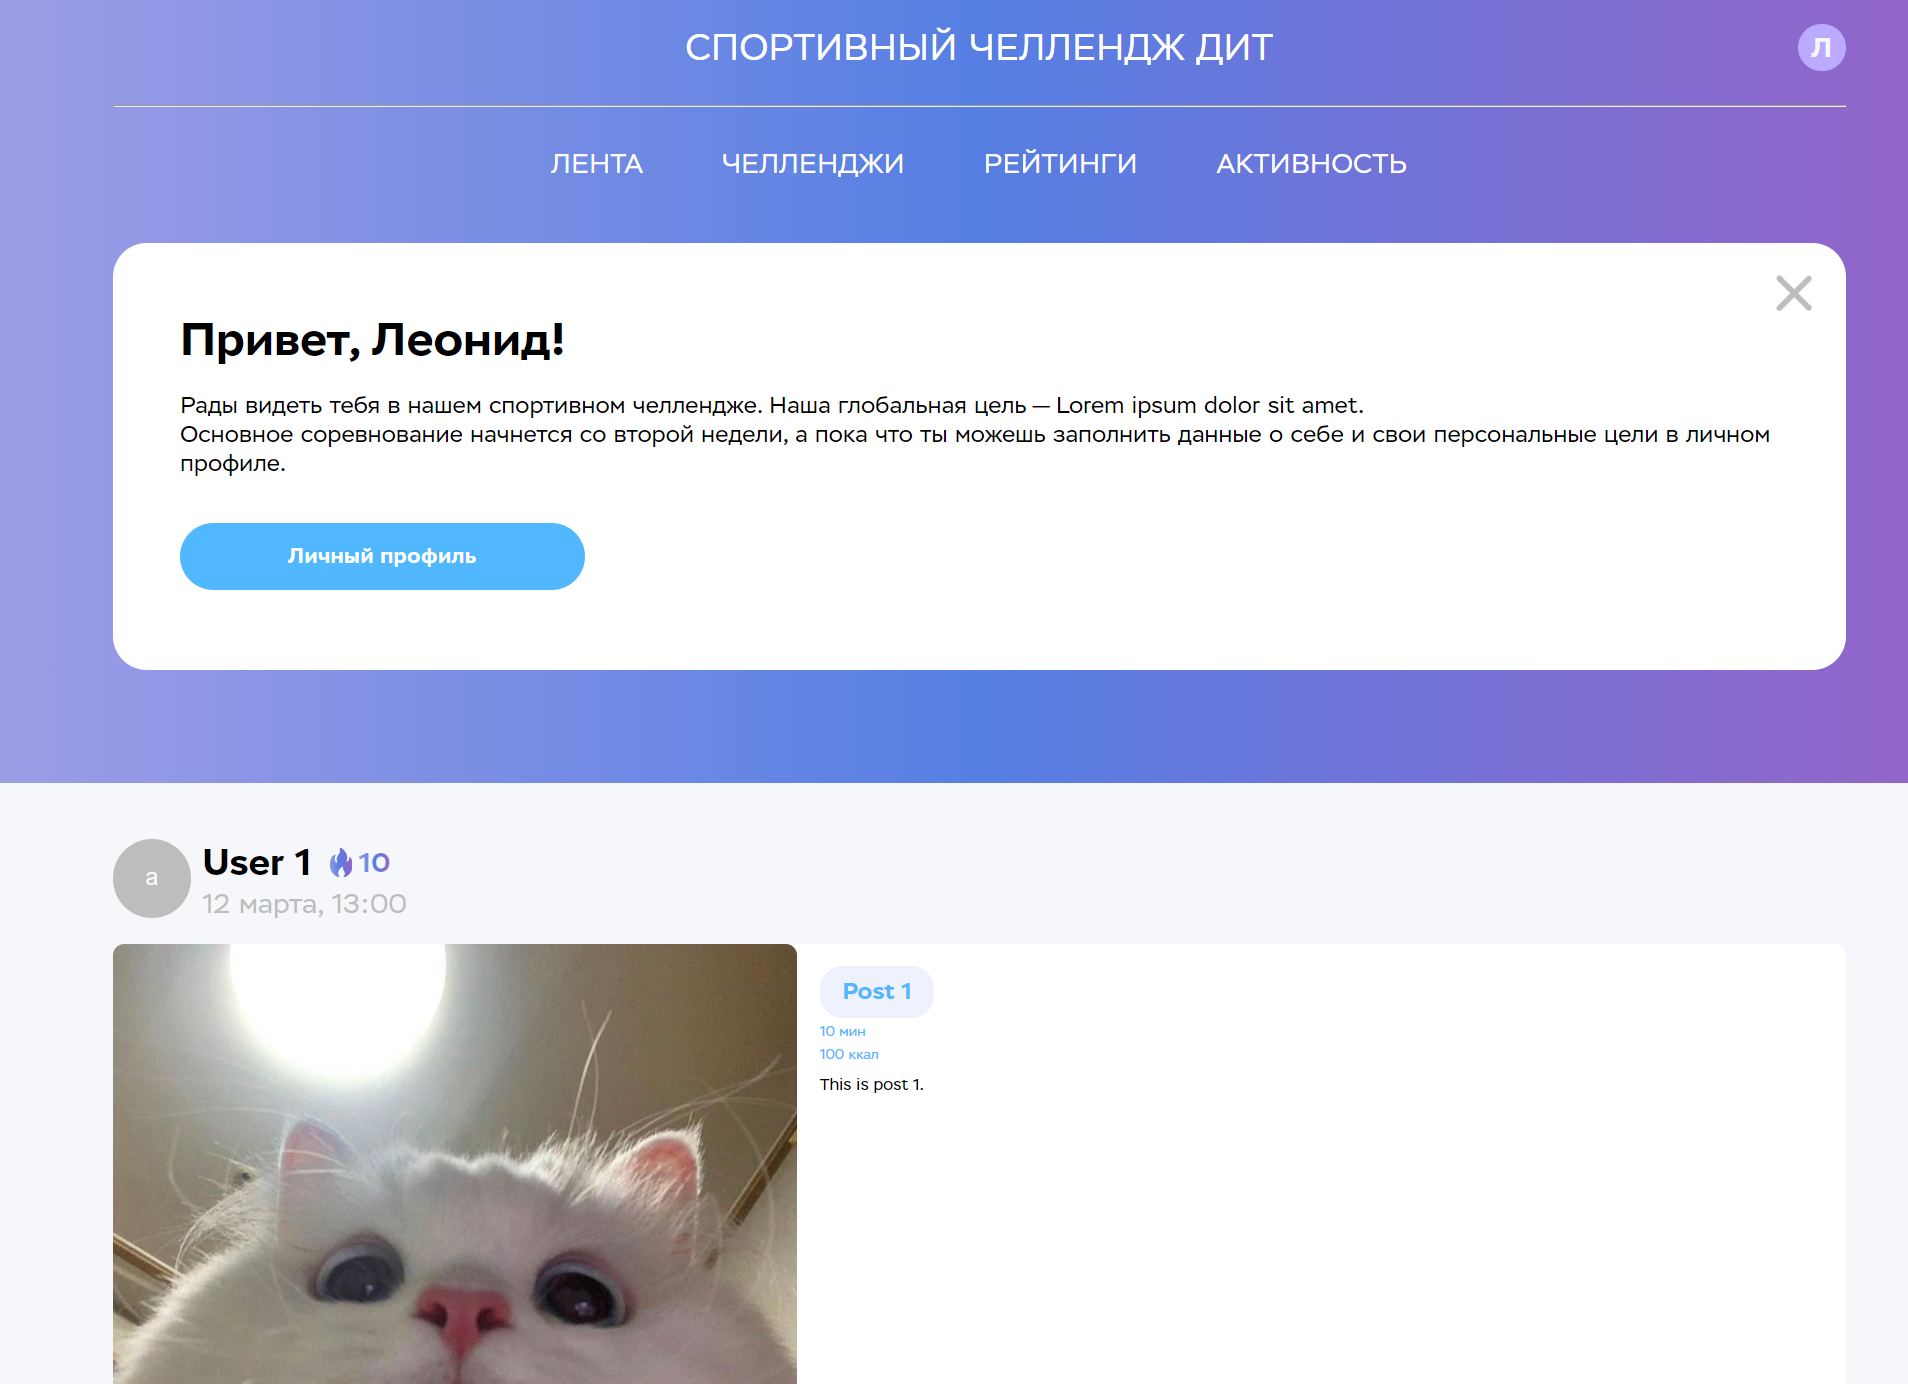 СПОРТИВНЫЙ ЧЕЛЛЕНДЖ ДИТ
Л
ЛЕНТА
ЧЕЛЛЕНДЖИ
РЕЙТИНГИ
АКТИВНОСТЬ
Привет, Леонид!
Рады видеть тебя в нашем спортивном челлендже. Наша глобальная цель — Lorem ipsum dolor sit amet.
Основное соревнование начнется со второй недели, а пока что ты можешь заполнить данные о себе и свои персональные цели в личном
профиле.
Личный профиль
a
User 1 10
12 марта, 13:00
Post 1
10 мин
100 ккал
This is post 1.